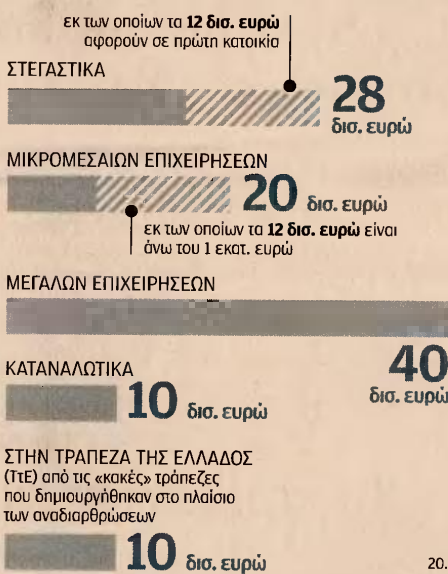 εκ των οποίων τα 12 δισ. ευρώ
αφορούν σε πρώτη κατοικία
ΣΤΕΓΑΣΤΙΚΑ
28
δισ. ευρώ
ΜΙΚΡΟΜΕΣΑΙΩΝ ΕΠΙΧΕΙΡΗΣΕΩΝ
20 δισ. ευρώ
εκ των οποίων τα 12 δισ. ευρώ είναι
άνω του 1 εκατ. ευρώ
ΜΕΓΑΛΩΝ ΕΠΙΧΕΙΡΗΣΕΩΝ
40
δισ. ευρώ
ΚΑΤΑΝΑΛΩΤΙΚΑ
10 δισ. ευρώ
ΣΤΗΝ ΤΡΑΠΕΖΑ ΤΗΣ ΕΛΛΑΔΟΣ
(ΤτΕ) από τις «κακές» τράπεζες
που δημιουργήθηκαν στο πλαίσιο
των αναδιαρθρώσεων
10 δισ. ευρώ
20.